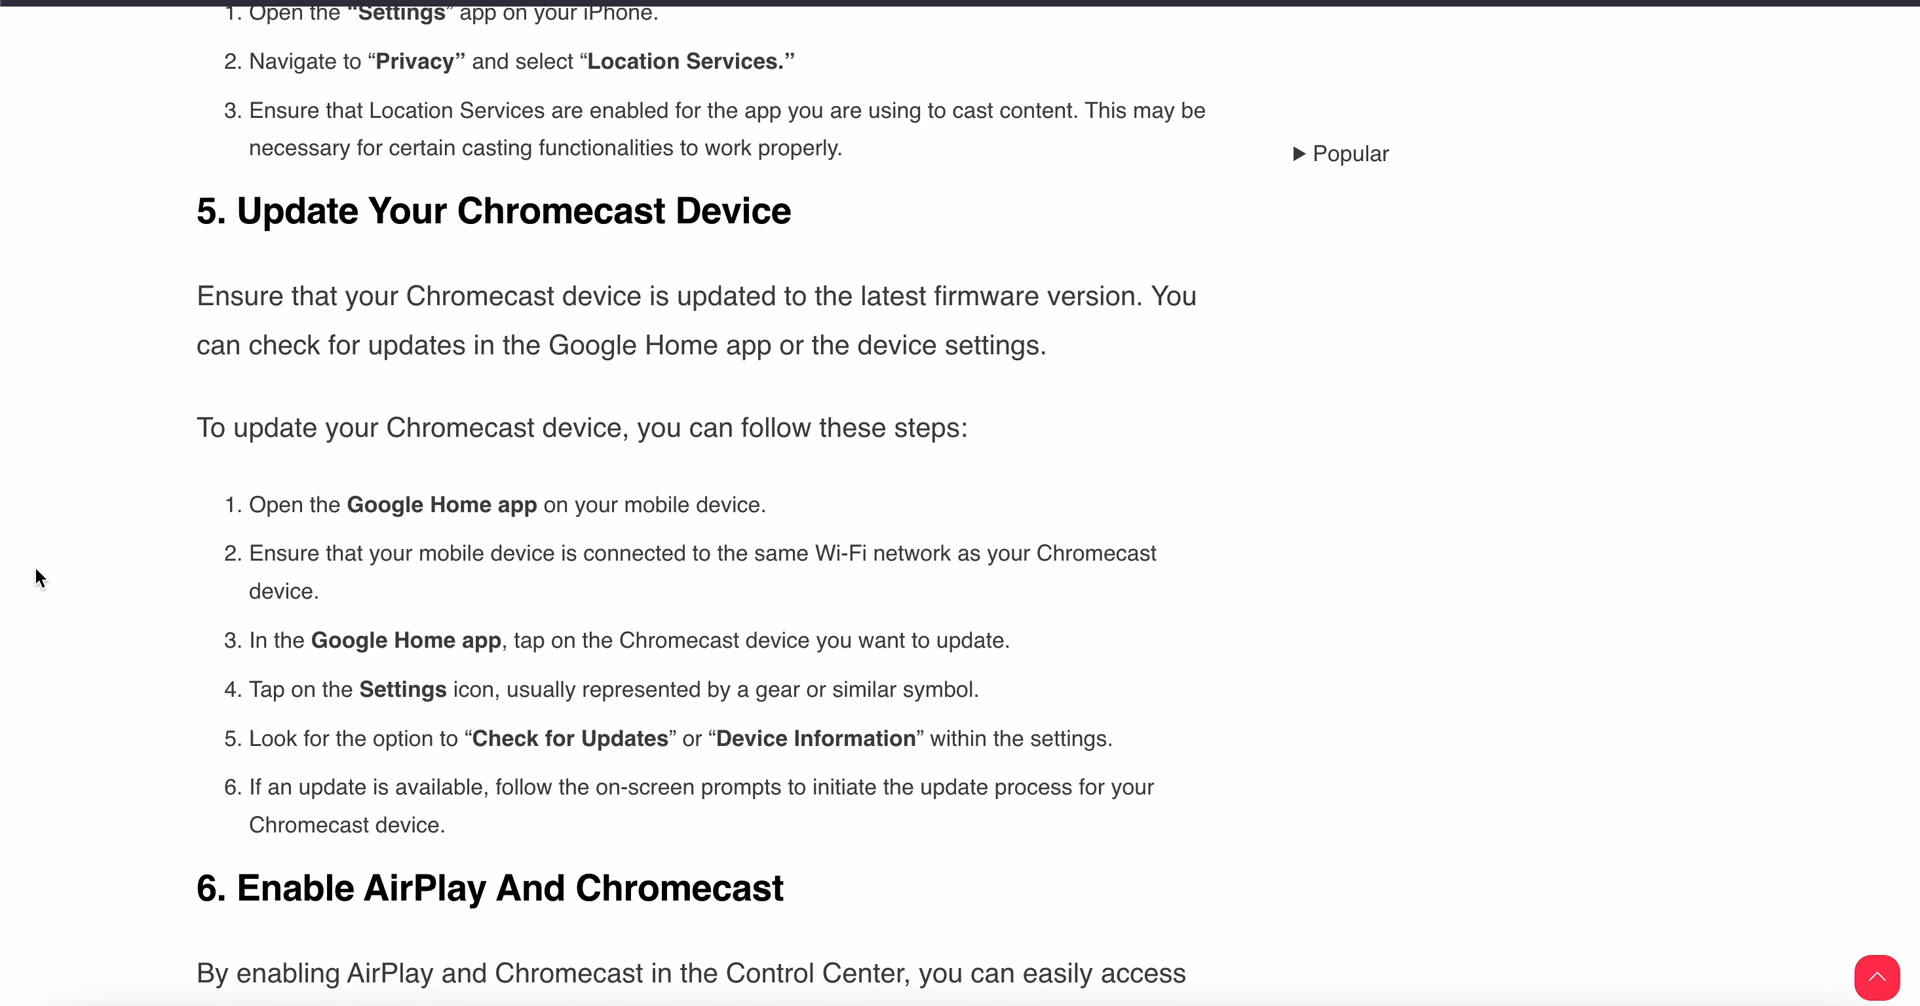 1. Open the “Settings” app on your iPhone.
2. Navigate to “Privacy” and select “Location Services.”
3. Ensure that Location Services are enabled for the app you are using to cast content. This may be
necessary for certain casting functionalities to work properly.
▶ Popular
5. Update Your Chromecast Device
Ensure that your Chromecast device is updated to the latest firmware version. You
can check for updates in the Google Home app or the device settings.
To update your Chromecast device, you can follow these steps:
1. Open the Google Home app on your mobile device.
2. Ensure that your mobile device is connected to the same Wi-Fi network as your Chromecast
device.
3. In the Google Home app, tap on the Chromecast device you want to update.
4. Tap on the Settings icon, usually represented by a gear or similar symbol.
5. Look for the option to “Check for Updates” or “Device Information” within the settings.
6. If an update is available, follow the on-screen prompts to initiate the update process for your
Chromecast device.
6. Enable AirPlay And Chromecast
By enabling AirPlay and Chromecast in the Control Center, you can easily access